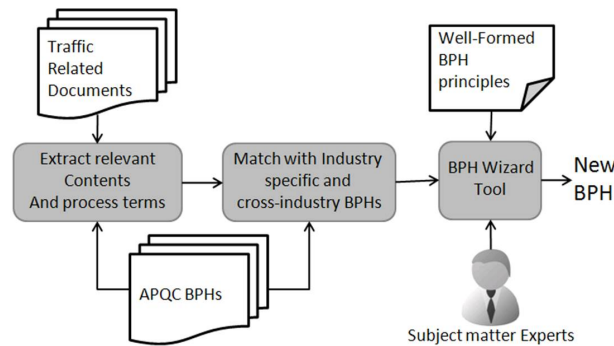 Traffic
Related
Documents
Well-Formed
BPH
principles
Extract relevant
Contents
And process terms
Match with Industry
specific and
cross-industry BPHs
BPH Wizard
Tool
New
BPH
APQC BPHs
Subject matter Experts